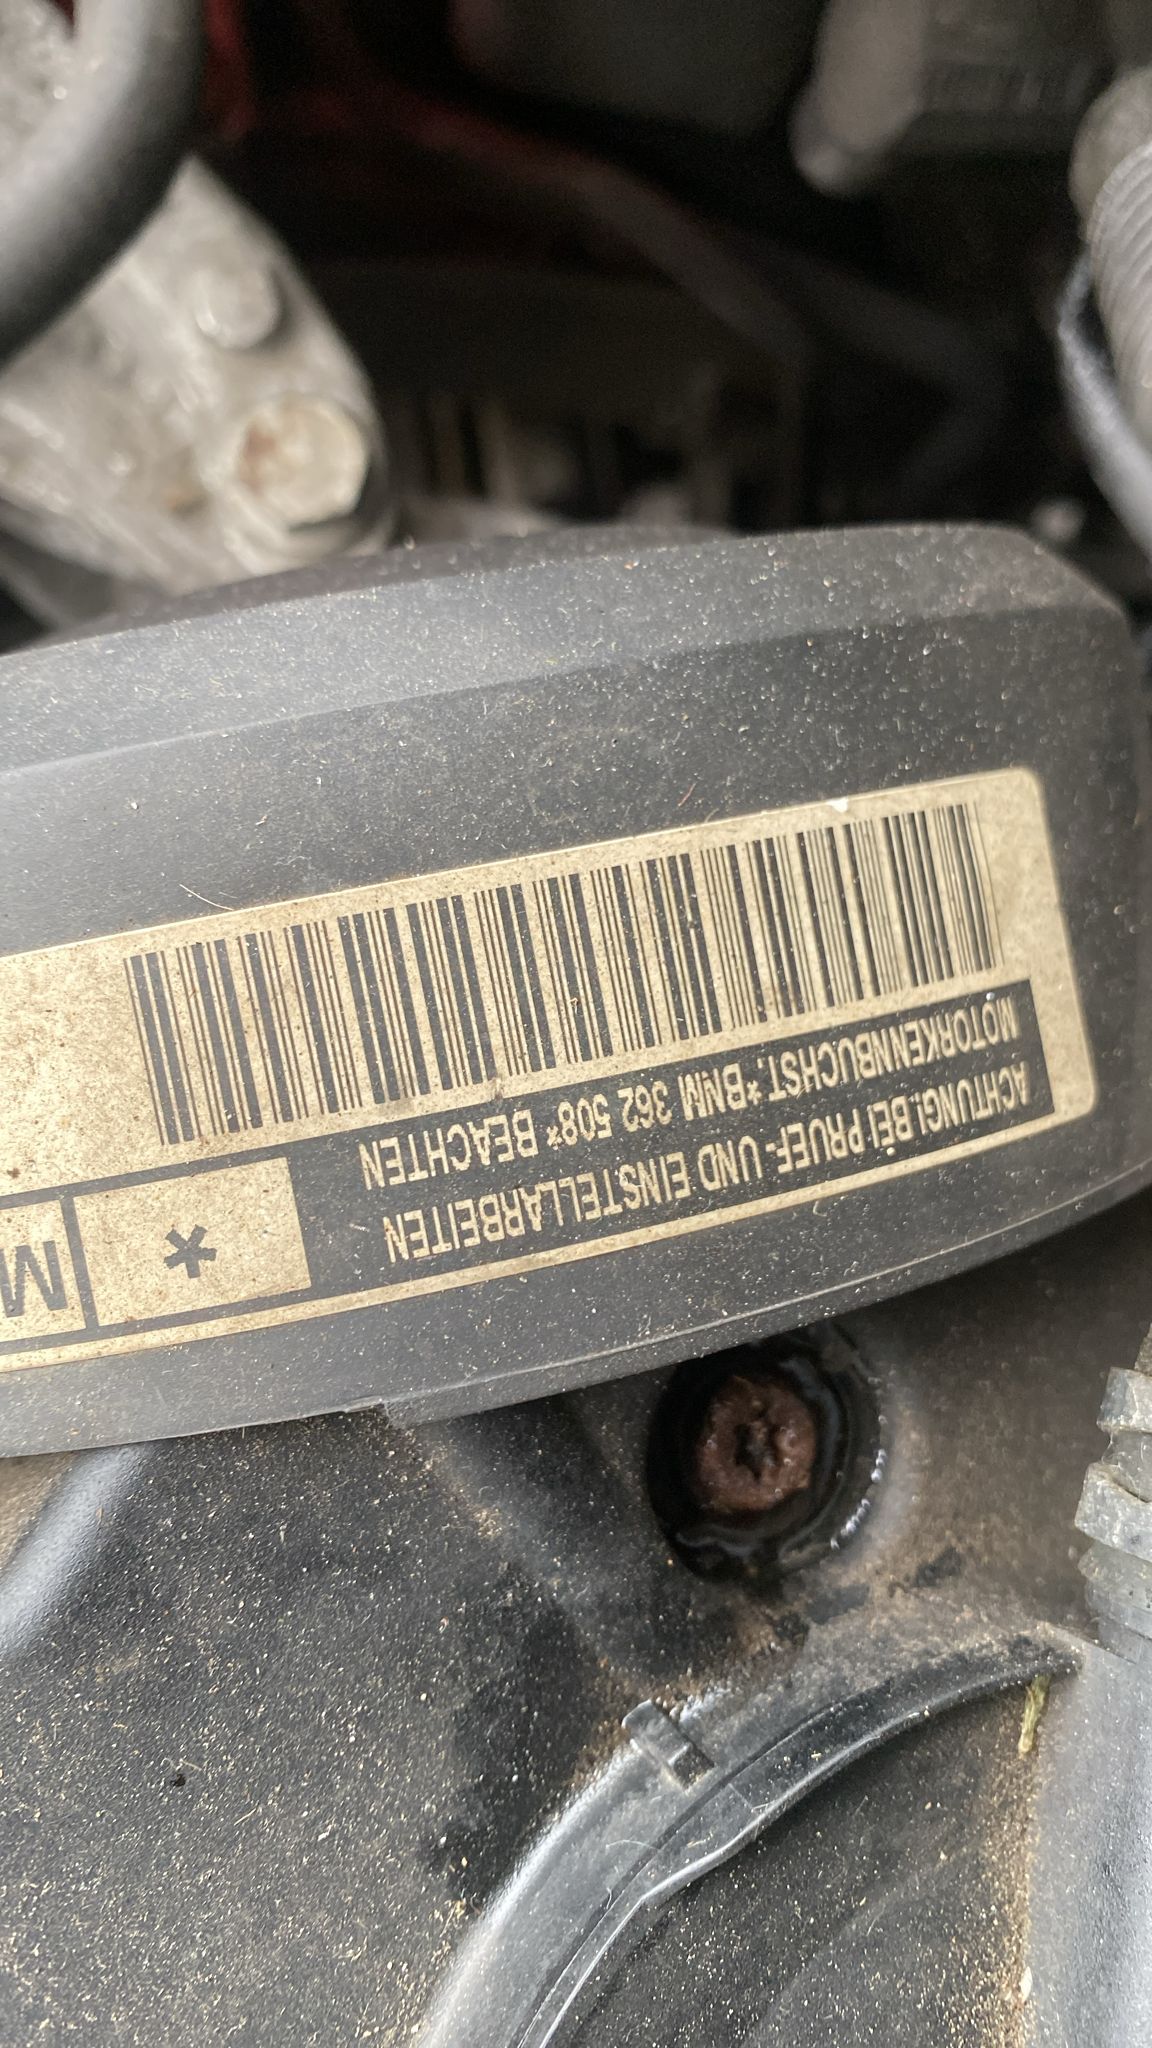 ACHTUNG! BEI PRUEF- UND EINSTELLARBEITEN
MOTORKENNBUCHST. *BNM 362 508* BEACHTEN
*
M